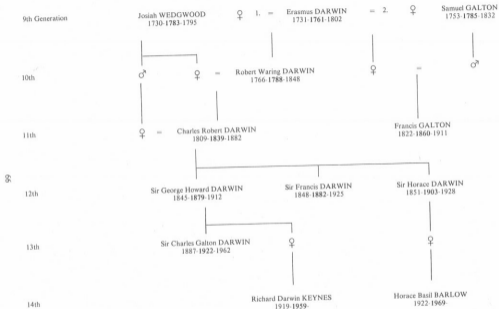 9th Generation
Josiah WEDGWOOD ♀ 1. = Erasmus DARWIN = 2. ♀ Samuel GALTON
1730-1783-1795 1731-1761-1802 1753-1785-1832
10th ♂ ♀ = Robert Waring DARWIN ♀ = ♂
1766-1788-1848
11th ♀ = Charles Robert DARWIN Francis GALTON
1809-1839-1882 1822-1860-1911
66
12th Sir George Howard DARWIN Sir Francis DARWIN Sir Horace DARWIN
1845-1879-1912 1848-1882-1925 1851-1903-1928
13th Sir Charles Galton DARWIN ♀ ♀
1887-1922-1962
Richard Darwin KEYNES Horace Basil BARLOW
14th 1919-1959- 1922-1969-